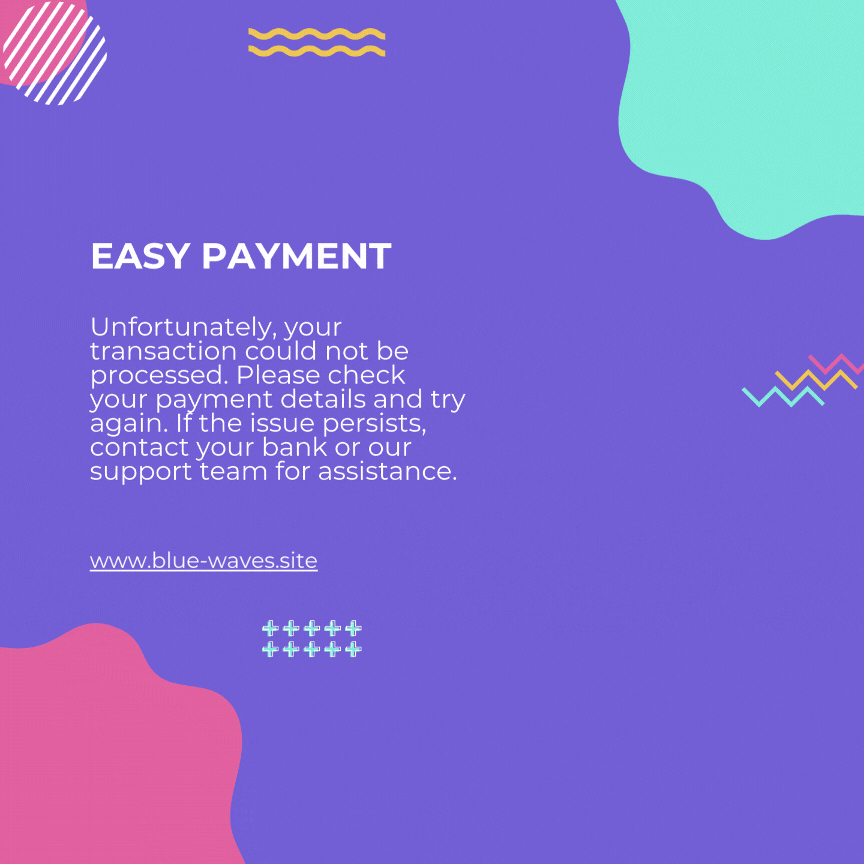 EASY PAYMENT
Unfortunately, your
transaction could not be
processed. Please check
your payment details and try
again. If the issue persists,
contact your bank or our
support team for assistance.
www.blue-waves.site